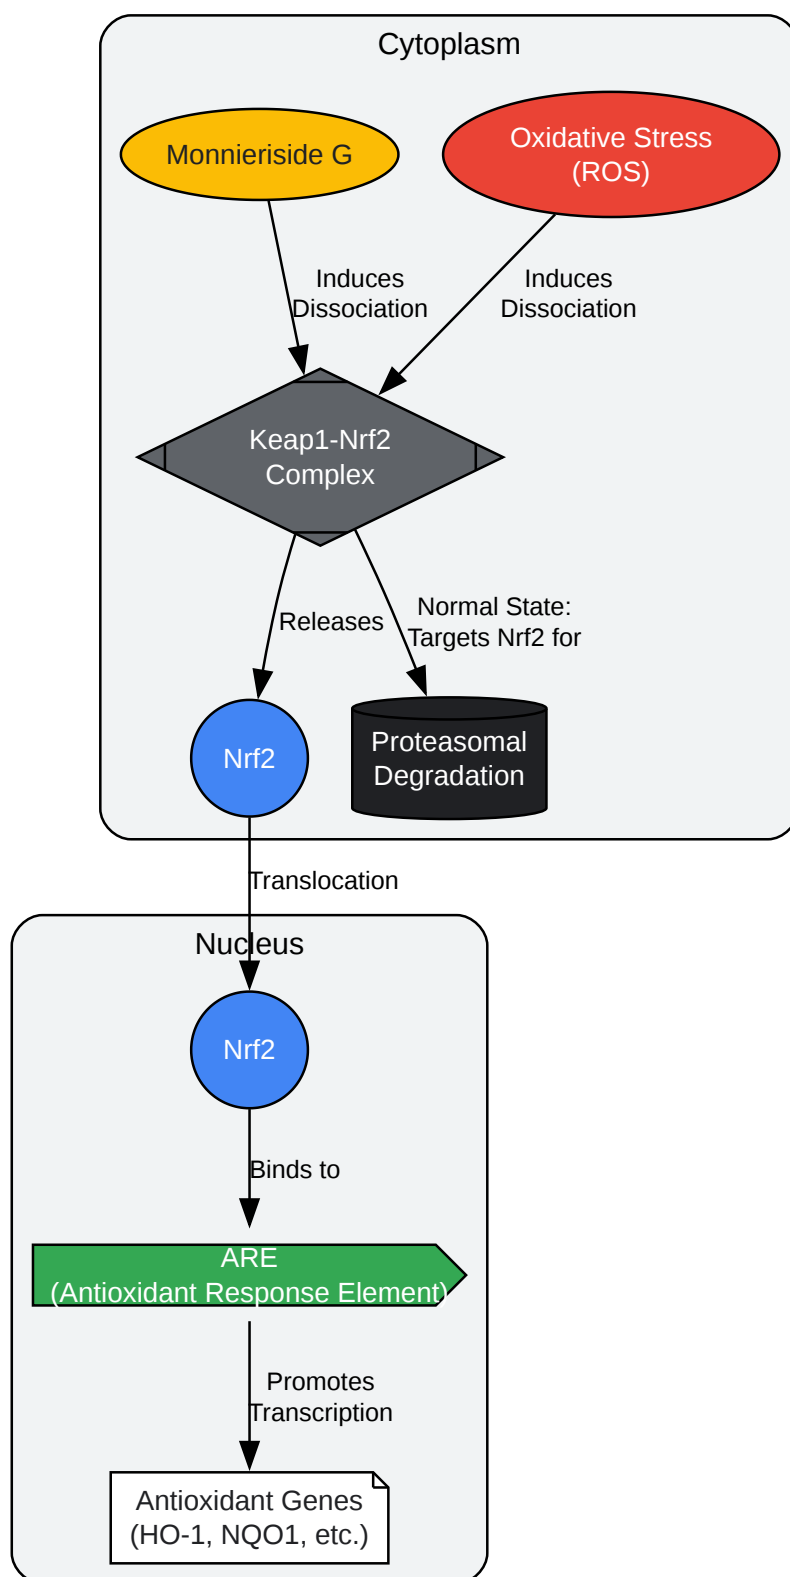 Cytoplasm
Monnieriside G
Oxidative Stress
(ROS)
Induces
Dissociation
Induces
Dissociation
Keap1-Nrf2
Complex
Releases
Normal State:
Targets Nrf2 for
Nrf2
Proteasomal
Degradation
Translocation
Nucleus
Nrf2
Binds to
ARE
(Antioxidant Response Element)
Promotes
Transcription
Antioxidant Genes
(HO-1, NQO1, etc.)